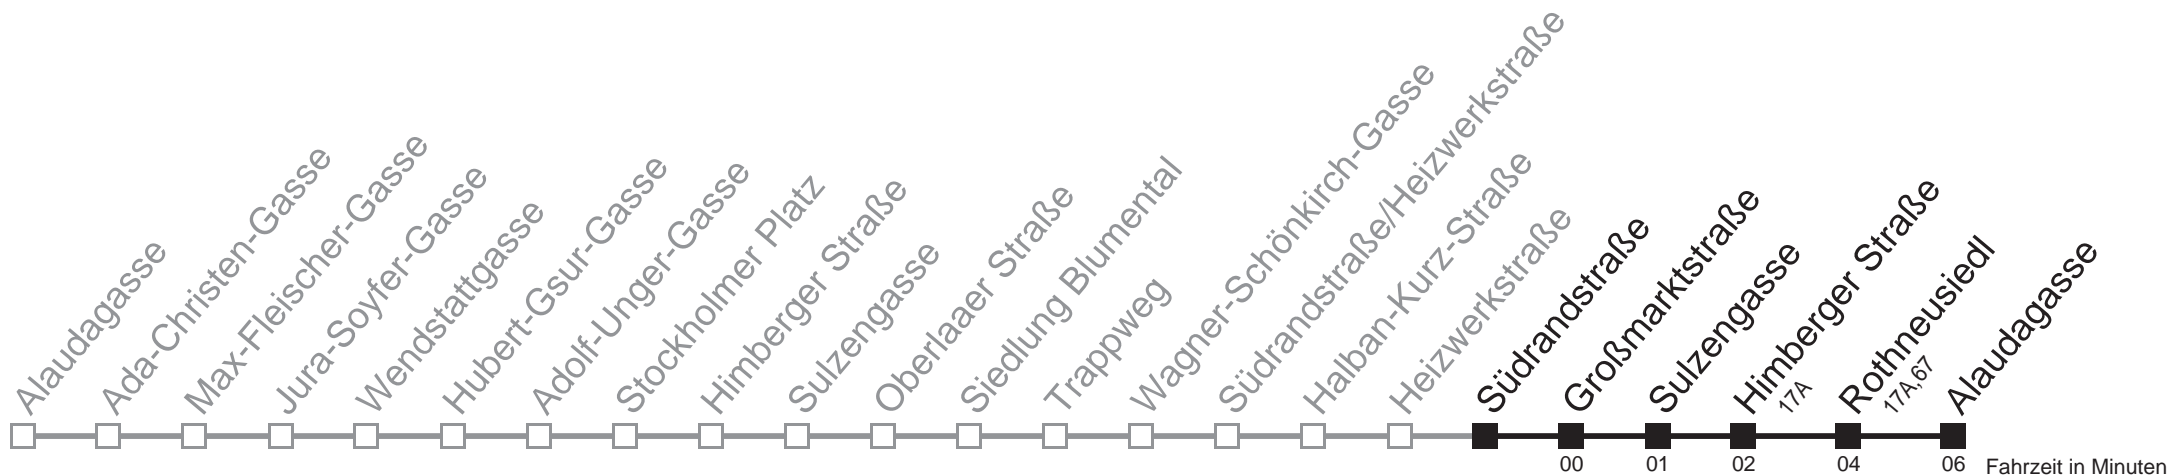 Alaudagasse
Ada-Christen-Gasse
Max-Fleischer-Gasse
Jura-Soyfer-Gasse
Wendstattgasse
Hubert-Gsur-Gasse
Adolf-Unger-Gasse
Stockholmer Platz
Himberger Straße
Sulzengasse
Oberlaaer Straße
Siedlung Blumental
Trappweg
Wagner-Schönkirch-Gasse
Südrandstraße/Heizwerkstraße
Halban-Kurz-Straße
Heizwerkstraße
Südrandstraße
Großmarktstraße
Sulzengasse
Himberger Straße
17A
Rothneusiedl
17A,67
Alaudagasse
00 01 02 04 06 Fahrzeit in Minuten